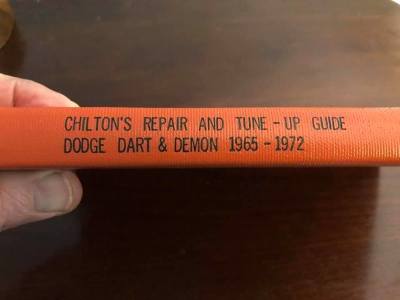 CHILTON'S REPAIR AND TUNE-UP GUIDE
DODGE DART & DEMON 1965-1972